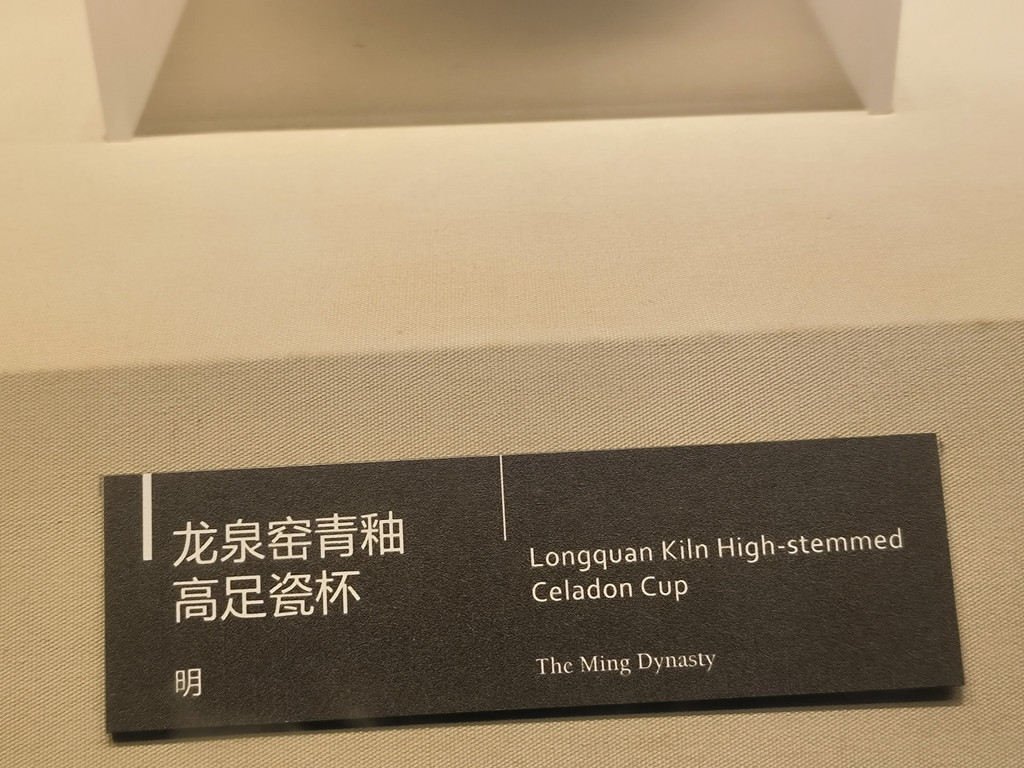 龙泉窑青釉
高足瓷杯
明
Longquan Kiln High-stemmed
Celadon Cup
The Ming Dynasty